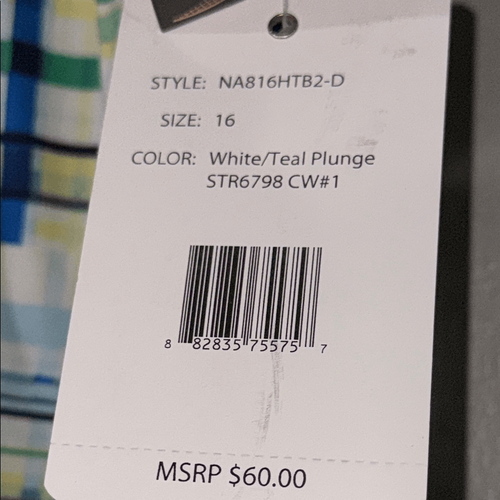 STYLE: NA816HTB2-D
SIZE: 16
COLOR: White/Teal Plunge
STR6798 CW#1
8 82835 75575 7
MSRP $60.00